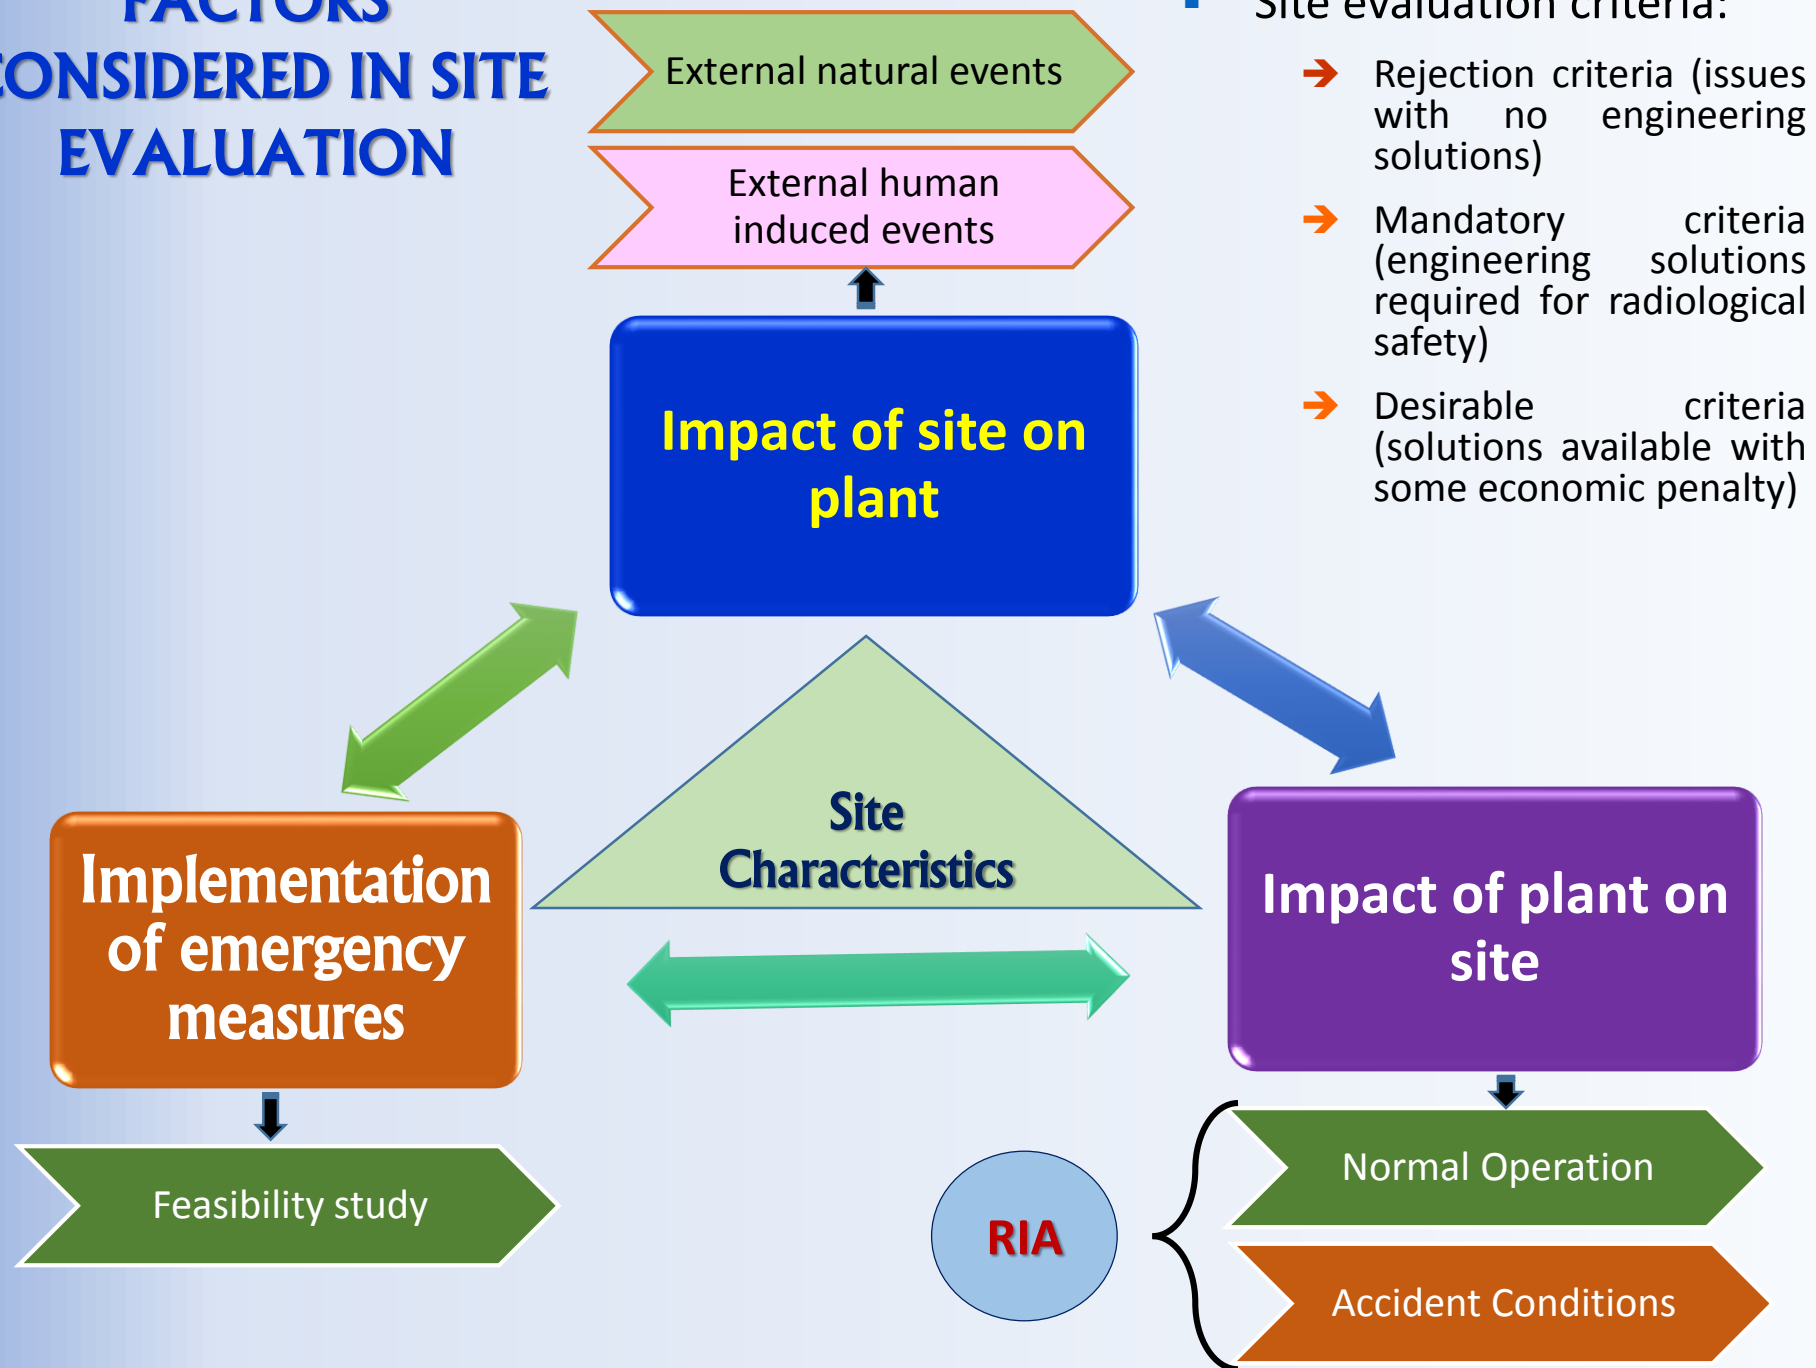 FACTORS
CONSIDERED IN SITE
EVALUATION
External natural events
External human
induced events
Site evaluation criteria:
Rejection criteria (issues
with no engineering
solutions)
Mandatory criteria
(engineering solutions
required for radiological
safety)
Desirable criteria
(solutions available with
some economic penalty)
Impact of site on
plant
Site
Characteristics
Implementation
of emergency
measures
Impact of plant on
site
Feasibility study
RIA
Normal Operation
Accident Conditions